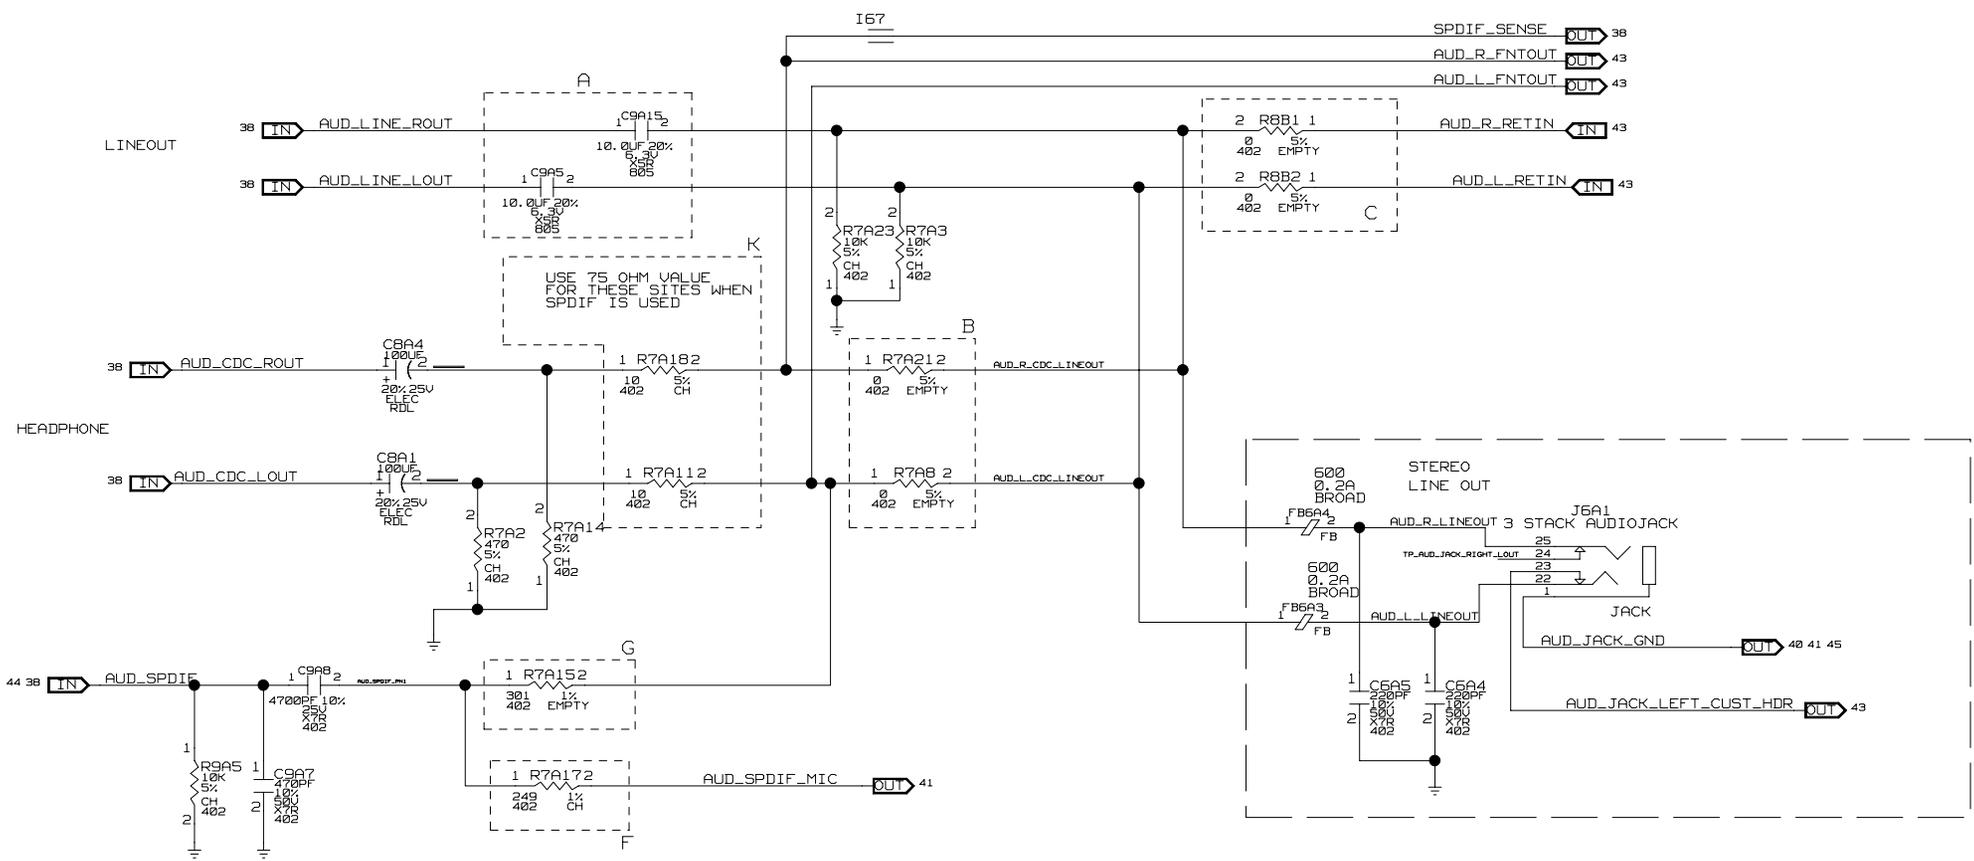 I67
SPDIF_SENSE OUT 38
AUD_R_FNTOUT OUT 43
AUD_L_FNTOUT OUT 43
A
LINEOUT
38 IN AUD_LINE_ROUT
1 C9A15 2
10.0UF 20%
6.3V
X5R
805
38 IN AUD_LINE_LOUT
1 C9A5 2
10.0UF 20%
6.3V
X5R
805
2 R8B1 1
0 5%
402 EMPTY
AUD_R_RETIN IN 43
2 R8B2 1
0 5%
402 EMPTY
AUD_L_RETIN IN 43
C
2
R7A23
10K
5%
CH
402
1
2
R7A3
10K
5%
CH
402
1
K
USE 75 OHM VALUE
FOR THESE SITES WHEN
SPDIF IS USED
B
38 IN AUD_CDC_ROUT
C8A4
100UF
1 2
+
20% 25V
ELEC
RDL
1 R7A18 2
10 5%
402 CH
1 R7A21 2
0 5%
402 EMPTY
AUD_R_CDC_LINEOUT
HEADPHONE
38 IN AUD_CDC_LOUT
C8A1
100UF
1 2
+
20% 25V
ELEC
RDL
1 R7A11 2
10 5%
402 CH
1 R7A8 2
0 5%
402 EMPTY
AUD_L_CDC_LINEOUT
2
R7A2
470
5%
CH
402
1
2
R7A14
470
5%
CH
402
1
STEREO
LINE OUT
600
0.2A
BROAD
FB6A4
1 2
FB
AUD_R_LINEOUT
J6A1
3 STACK AUDIOJACK
25
TP_AUD_JACK_RIGHT_LOUT 24
23
22
1
JACK
600
0.2A
BROAD
FB6A3
1 2
FB
AUD_L_LINEOUT
AUD_JACK_GND OUT 40 41 45
AUD_JACK_LEFT_CUST_HDR OUT 43
1
C6A5
220PF
10%
50V
X7R
402
2
1
C6A4
220PF
10%
50V
X7R
402
2
44 38 IN AUD_SPDIF
C9A8
1 2
4700PF 10%
25V
X7R
402
AUD_SPDIF_PN1
G
1 R7A15 2
301 1%
402 EMPTY
1
R9A5
10K
5%
CH
402
2
1
C9A7
470PF
10%
50V
X7R
402
2
1 R7A17 2
249 1%
402 CH
F
AUD_SPDIF_MIC OUT 41